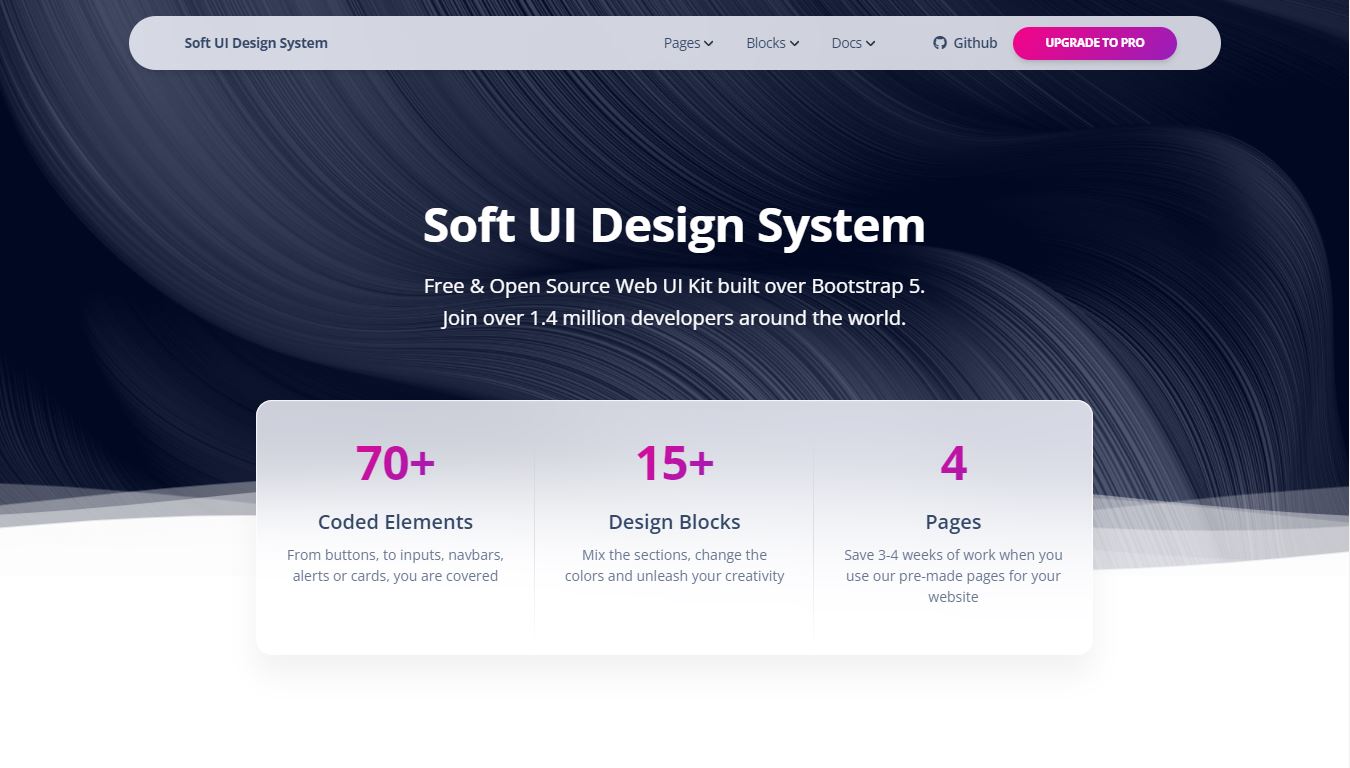 Soft UI Design System
Pages
Blocks
Docs
Github
UPGRADE TO PRO
Soft UI Design System
Free & Open Source Web UI Kit built over Bootstrap 5.
Join over 1.4 million developers around the world.
70+
Coded Elements
From buttons, to inputs, navbars,
alerts or cards, you are covered
15+
Design Blocks
Mix the sections, change the
colors and unleash your creativity
4
Pages
Save 3-4 weeks of work when you
use our pre-made pages for your
website